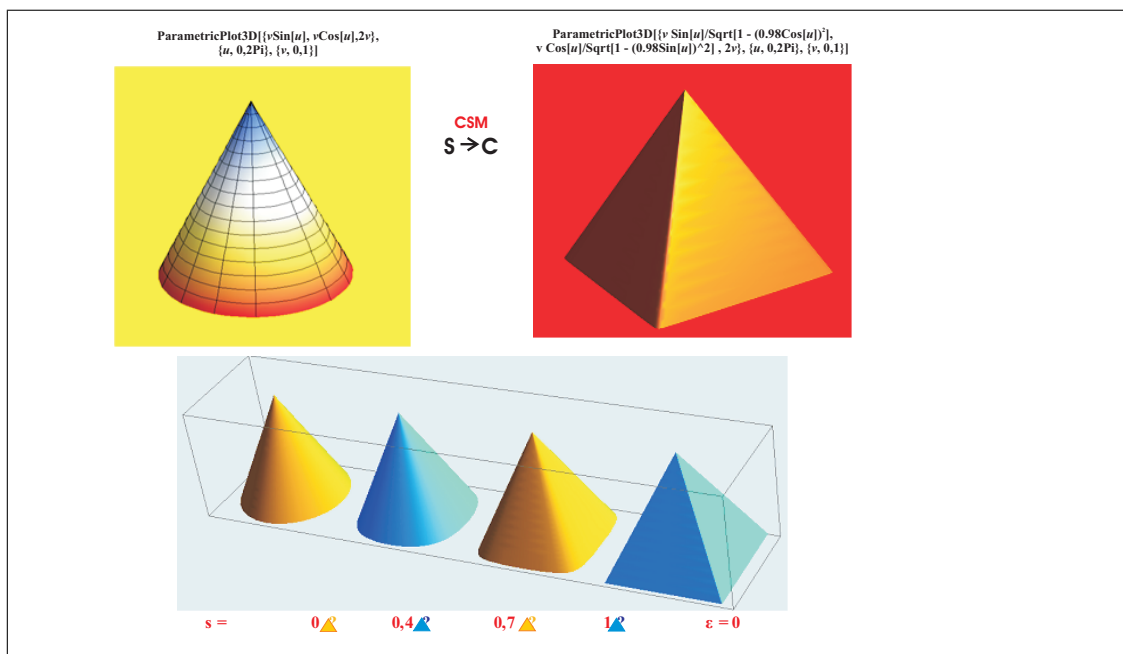 ParametricPlot3D[{vSin[u], vCos[u],2v},
{u, 0,2Pi}, {v, 0,1}]
ParametricPlot3D[{v Sin[u]/Sqrt[1 - (0.98Cos[u])²],
v Cos[u]/Sqrt[1 - (0.98Sin[u])^2] , 2v}, {u, 0,2Pi}, {v, 0,1}]
CSM
S → C
s = 0 0,4 0,7 1 ε = 0